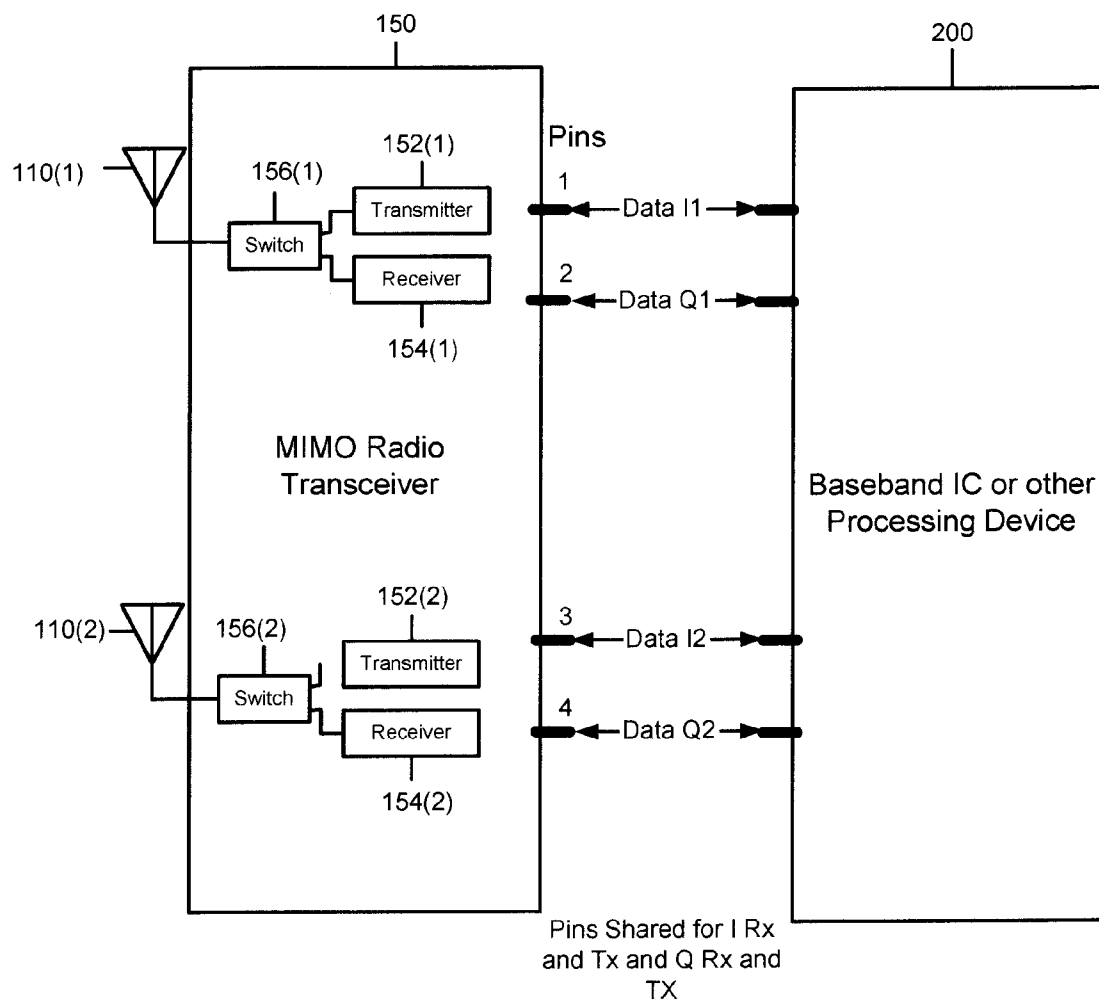 150
200
152(1)
Pins
110(1)
156(1)
1
Transmitter
Data I1
Switch
Receiver
2
Data Q1
154(1)
MIMO Radio
Transceiver
Baseband IC or other
Processing Device
152(2)
3
110(2)
156(2)
Transmitter
Data I2
Switch
4
Receiver
Data Q2
154(2)
Pins Shared for I Rx
and Tx and Q Rx and
TX